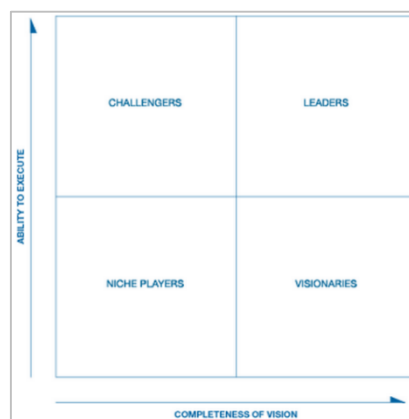 CHALLENGERS
LEADERS
ABILITY TO EXECUTE
NICHE PLAYERS
VISIONARIES
COMPLETENESS OF VISION